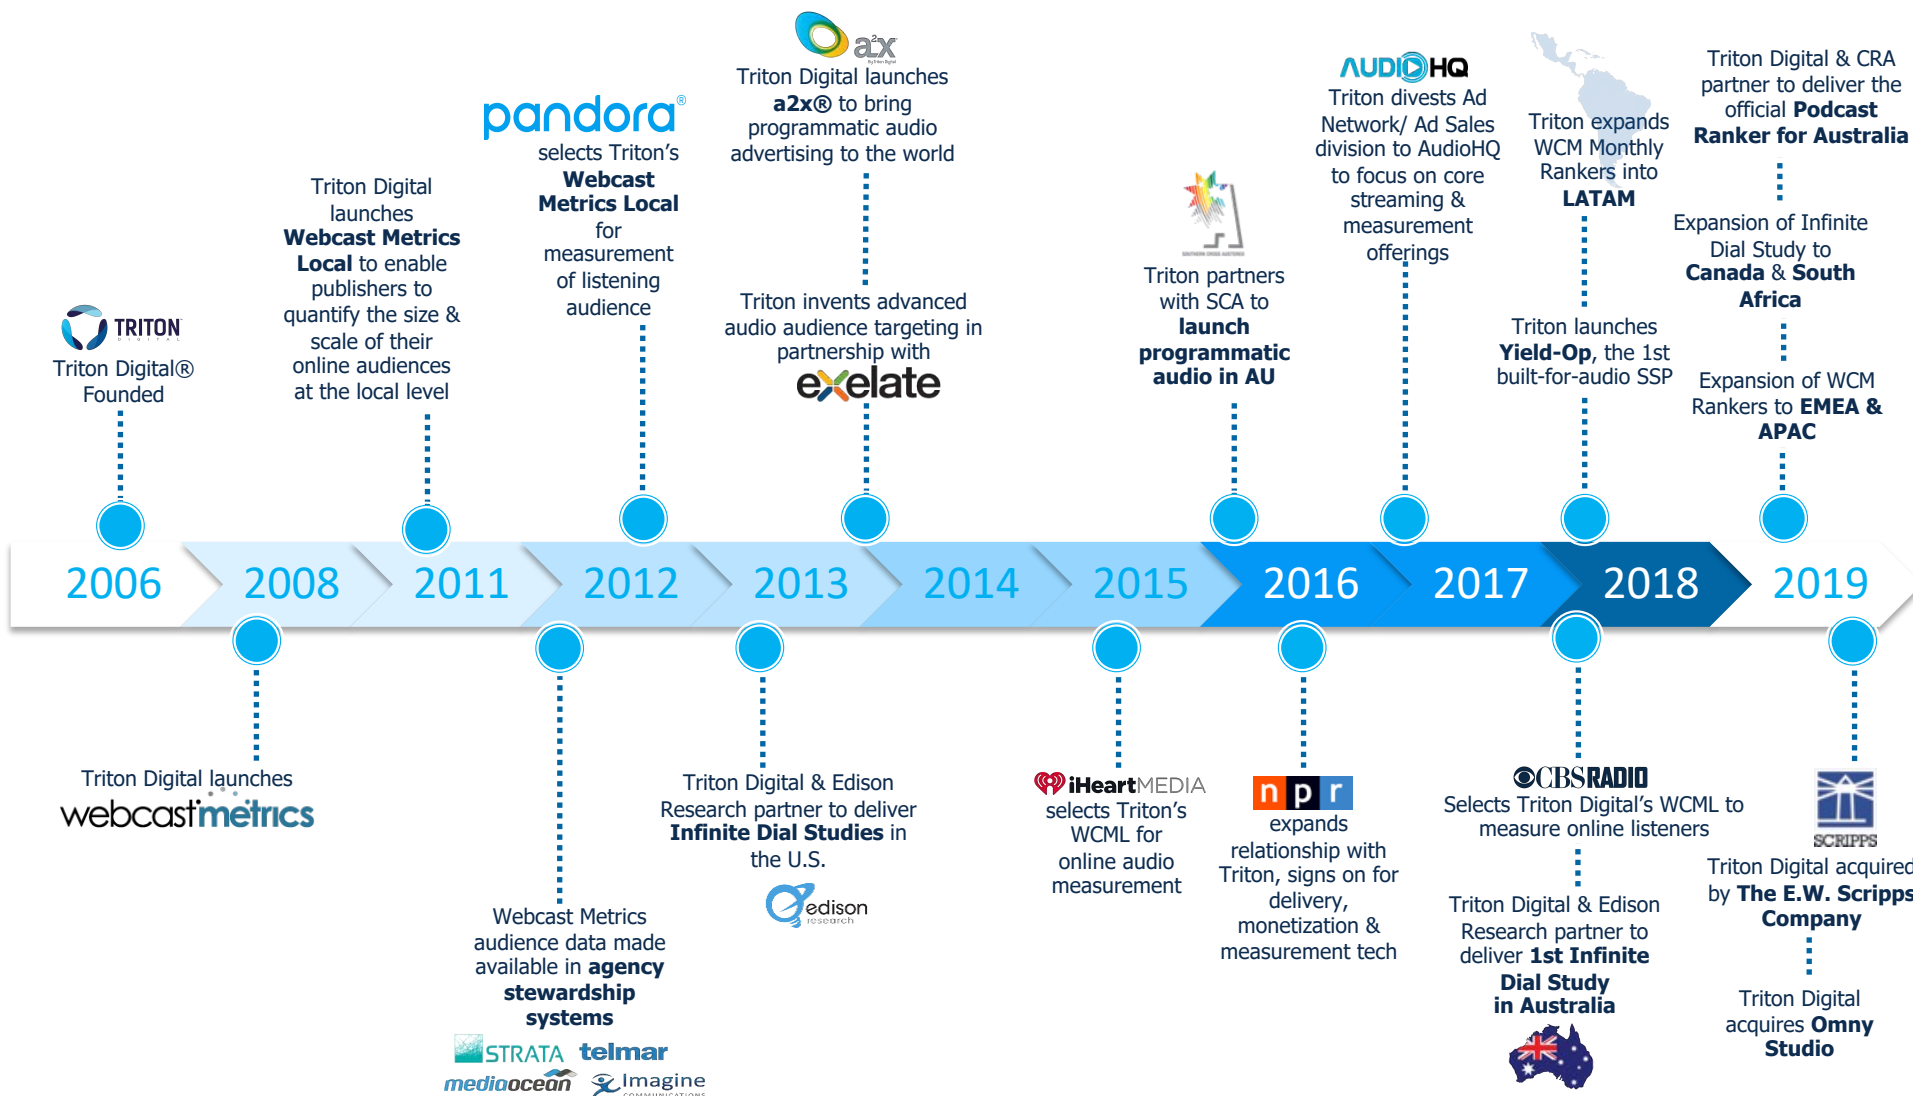 TRITON
DIGITAL
Triton Digital®
Founded
Triton Digital
launches
Webcast Metrics
Local to enable
publishers to
quantify the size &
scale of their
online audiences
at the local level
pandora®
selects Triton’s
Webcast
Metrics Local
for
measurement
of listening
audience
a2x
By Triton Digital
Triton Digital launches
a2x® to bring
programmatic audio
advertising to the world
Triton invents advanced
audio audience targeting in
partnership with
exelate
SOUTHERN CROSS AUSTEREO
Triton partners
with SCA to
launch
programmatic
audio in AU
AUDIOHQ
Triton divests Ad
Network/ Ad Sales
division to AudioHQ
to focus on core
streaming &
measurement
offerings
Triton expands
WCM Monthly
Rankers into
LATAM
Triton launches
Yield-Op, the 1st
built-for-audio SSP
Triton Digital & CRA
partner to deliver the
official Podcast
Ranker for Australia
Expansion of Infinite
Dial Study to
Canada & South
Africa
Expansion of WCM
Rankers to EMEA &
APAC
2006
2008
2011
2012
2013
2014
2015
2016
2017
2018
2019
Triton Digital launches
webcastmetrics
Webcast Metrics
audience data made
available in agency
stewardship
systems
STRATA
telmar
mediaocean
Imagine
COMMUNICATIONS
Triton Digital & Edison
Research partner to deliver
Infinite Dial Studies in
the U.S.
edison
research
iHeartMEDIA
selects Triton’s
WCML for
online audio
measurement
npr
expands
relationship with
Triton, signs on for
delivery,
monetization &
measurement tech
CBS RADIO
Selects Triton Digital’s WCML to
measure online listeners
Triton Digital & Edison
Research partner to
deliver 1st Infinite
Dial Study
in Australia
SCRIPPS
Triton Digital acquired
by The E.W. Scripps
Company
Triton Digital
acquires Omny
Studio